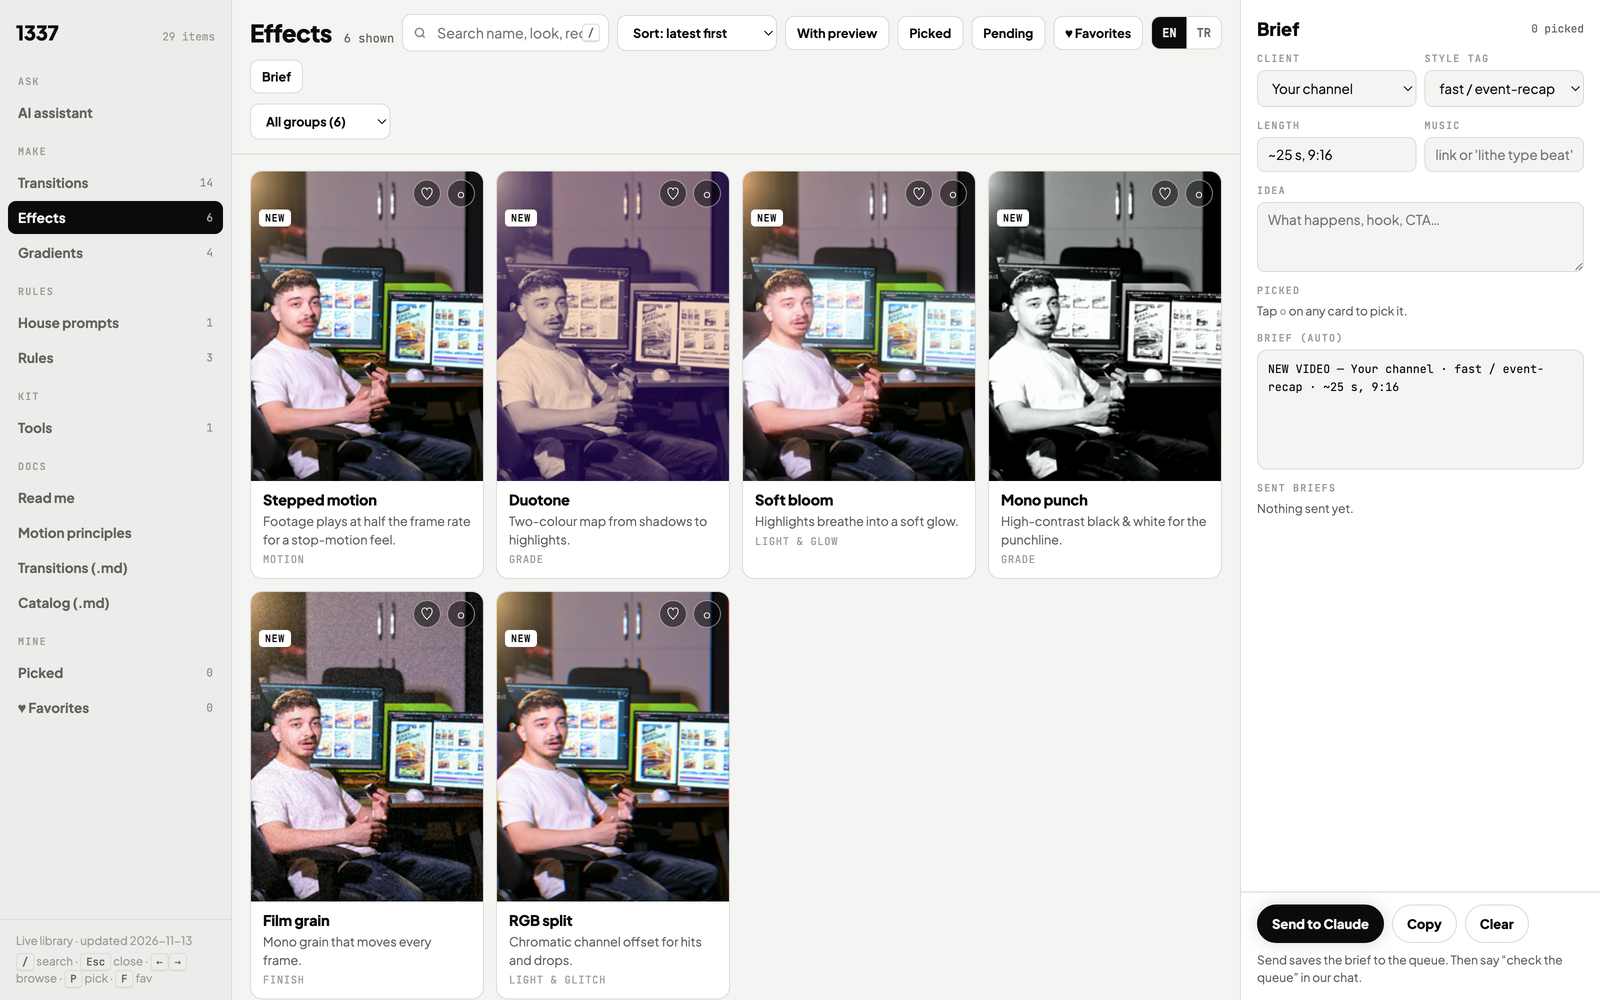 1337
29 items
ASK
AI assistant
MAKE
Transitions 14
Effects 6
Gradients 4
RULES
House prompts 1
Rules 3
KIT
Tools 1
DOCS
Read me
Motion principles
Transitions (.md)
Catalog (.md)
MINE
Picked 0
♥ Favorites 0
Live library · updated 2026-11-13
/ search · Esc close · ← →
browse · P pick · F fav
Effects 6 shown
Search name, look, rec /
Sort: latest first
With preview
Picked
Pending
♥ Favorites
EN TR
Brief
All groups (6)
NEW
Stepped motion
Footage plays at half the frame rate
for a stop-motion feel.
MOTION
NEW
Duotone
Two-colour map from shadows to
highlights.
GRADE
NEW
Soft bloom
Highlights breathe into a soft glow.
LIGHT & GLOW
NEW
Mono punch
High-contrast black & white for the
punchline.
GRADE
NEW
Film grain
Mono grain that moves every
frame.
FINISH
NEW
RGB split
Chromatic channel offset for hits
and drops.
LIGHT & GLITCH
Brief
0 picked
CLIENT
Your channel
STYLE TAG
fast / event-recap
LENGTH
~25 s, 9:16
MUSIC
link or 'lithe type beat'
IDEA
What happens, hook, CTA…
PICKED
Tap ○ on any card to pick it.
BRIEF (AUTO)
NEW VIDEO — Your channel · fast / event-
recap · ~25 s, 9:16
SENT BRIEFS
Nothing sent yet.
Send to Claude
Copy
Clear
Send saves the brief to the queue. Then say “check the
queue” in our chat.